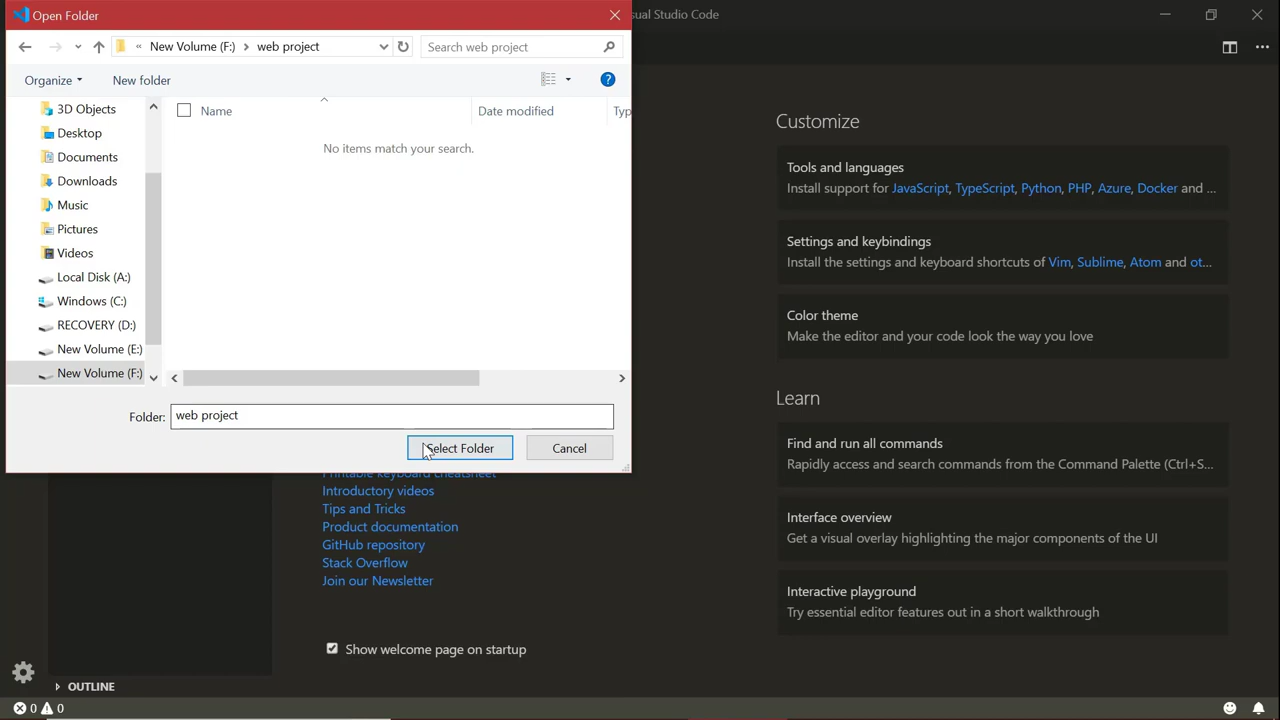 Open Folder
sual Studio Code
« New Volume (F:) › web project
Search web project
Organize
New folder
Name
Date modified
Typ
No items match your search.
3D Objects
Desktop
Documents
Downloads
Music
Pictures
Videos
Local Disk (A:)
Windows (C:)
RECOVERY (D:)
New Volume (E:)
New Volume (F:)
Folder: web project
Select Folder
Cancel
Customize
Tools and languages
Install support for JavaScript, TypeScript, Python, PHP, Azure, Docker and ...
Settings and keybindings
Install the settings and keyboard shortcuts of Vim, Sublime, Atom and ot...
Color theme
Make the editor and your code look the way you love
Learn
Find and run all commands
Rapidly access and search commands from the Command Palette (Ctrl+S...
Interface overview
Get a visual overlay highlighting the major components of the UI
Interactive playground
Try essential editor features out in a short walkthrough
Printable keyboard cheatsheet
Introductory videos
Tips and Tricks
Product documentation
GitHub repository
Stack Overflow
Join our Newsletter
Show welcome page on startup
OUTLINE
0 0